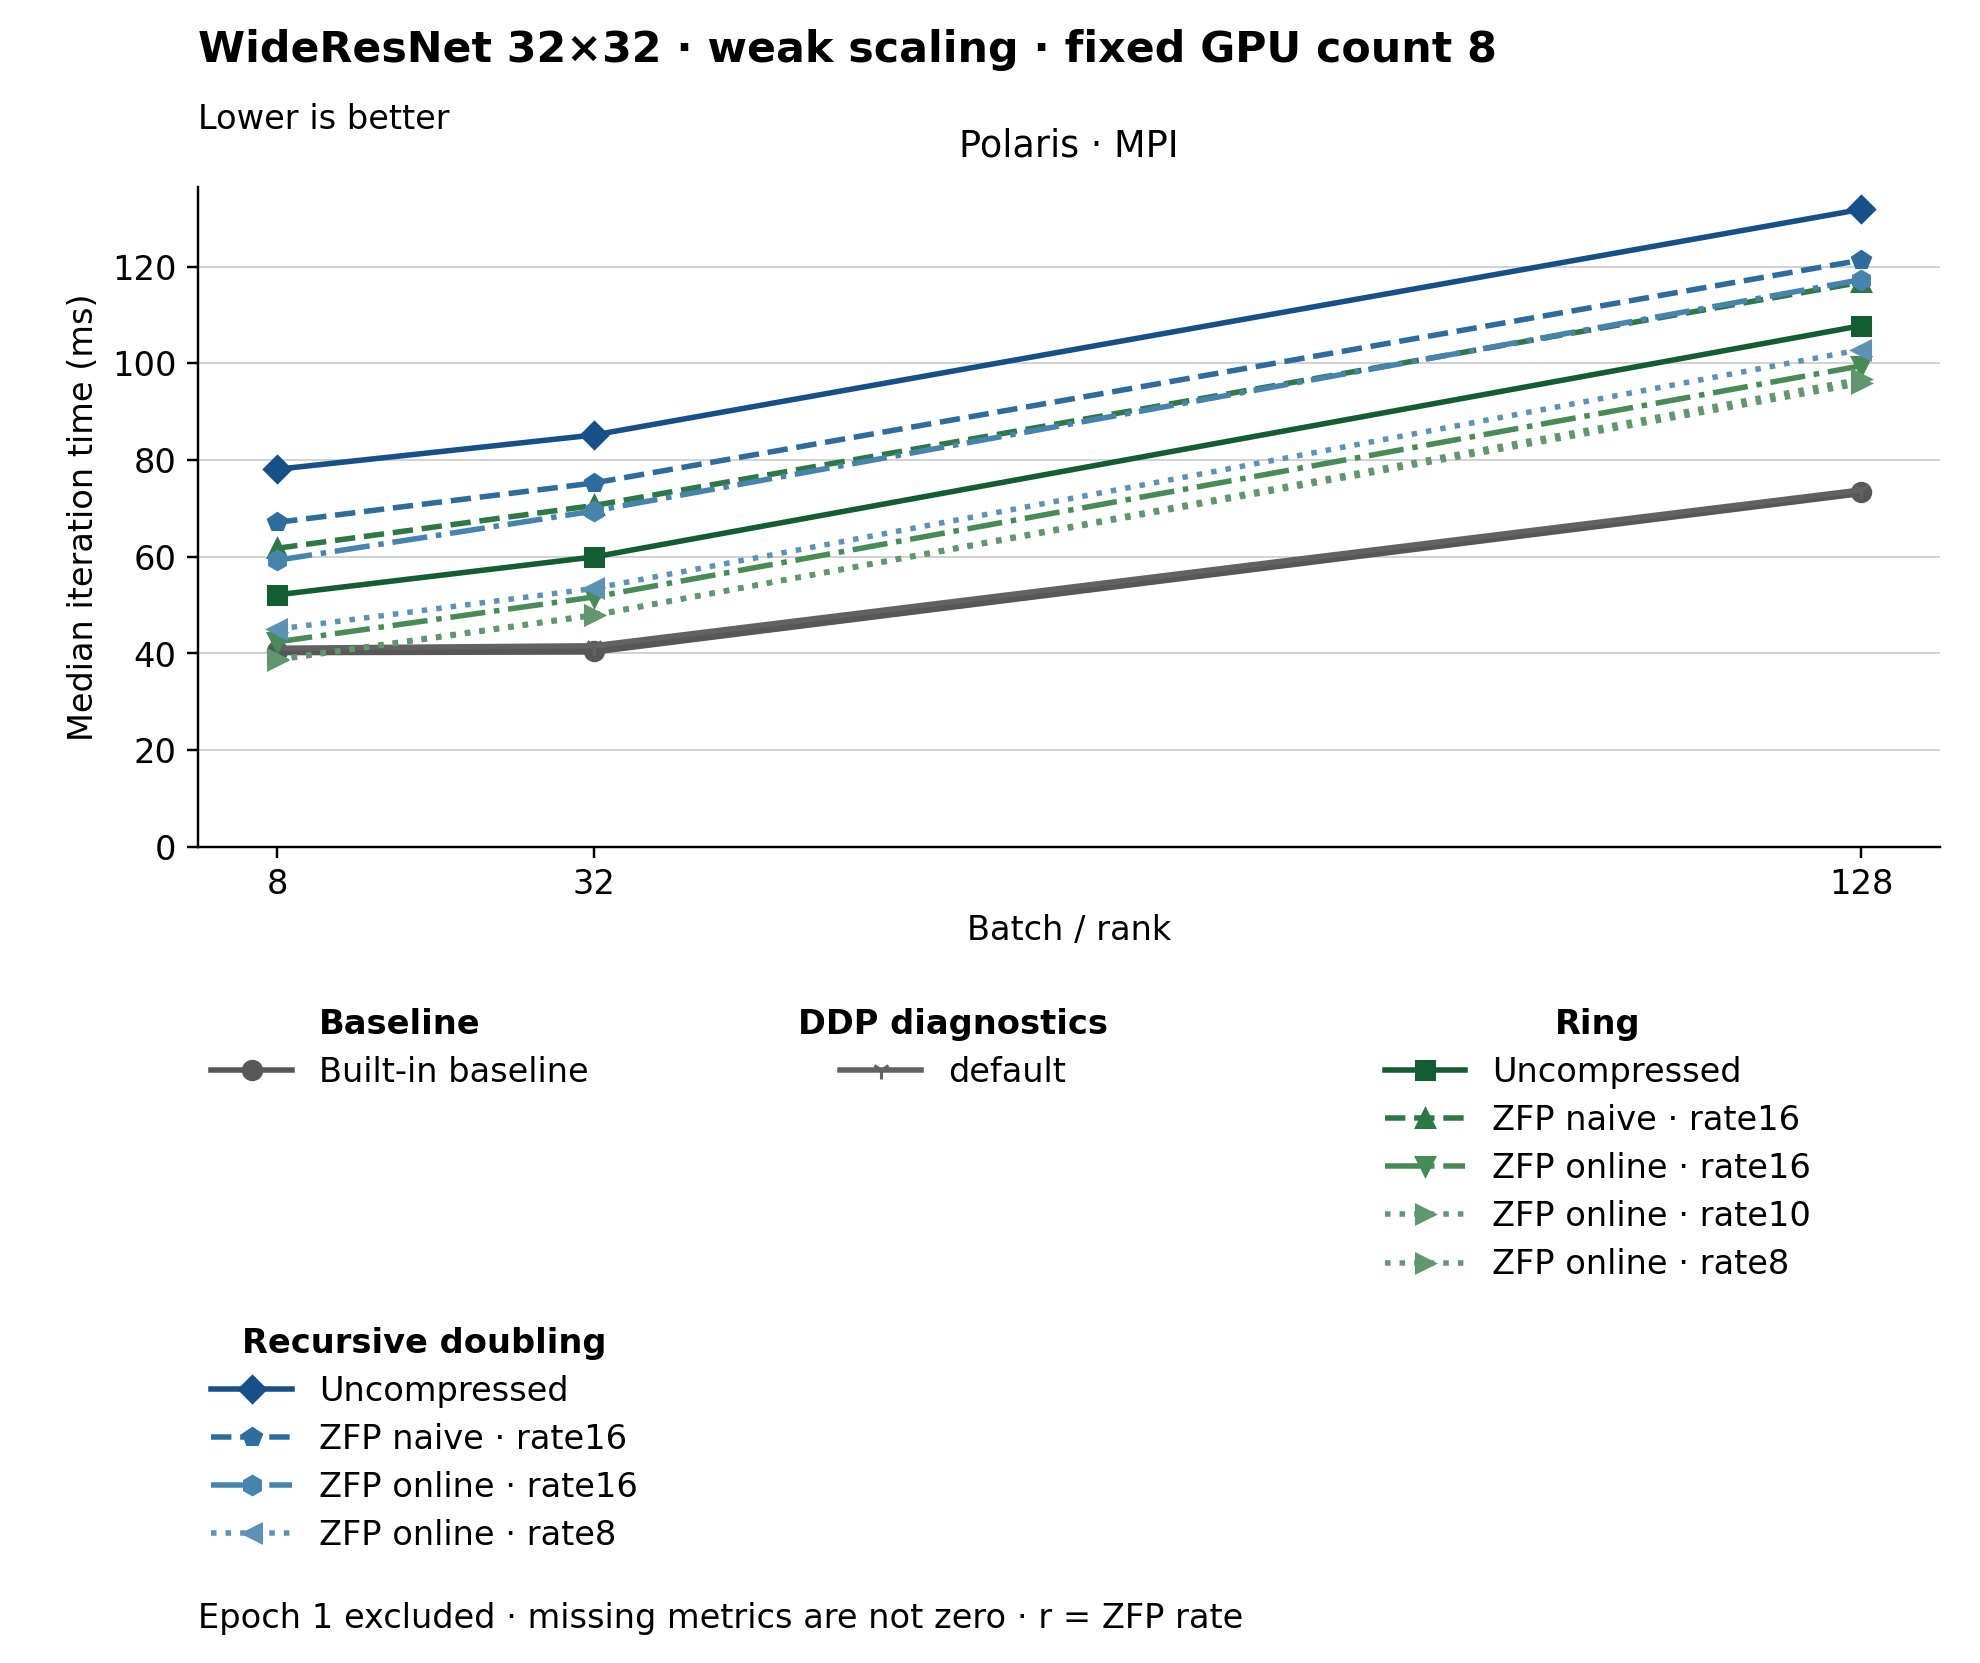 WideResNet 32×32 · weak scaling · fixed GPU count 8
Lower is better
Polaris · MPI
Median iteration time (ms)
120
100
80
60
40
20
0
8 32 128
Batch / rank
Baseline
Built-in baseline
DDP diagnostics
default
Ring
Uncompressed
ZFP naive · rate16
ZFP online · rate16
ZFP online · rate10
ZFP online · rate8
Recursive doubling
Uncompressed
ZFP naive · rate16
ZFP online · rate16
ZFP online · rate8
Epoch 1 excluded · missing metrics are not zero · r = ZFP rate